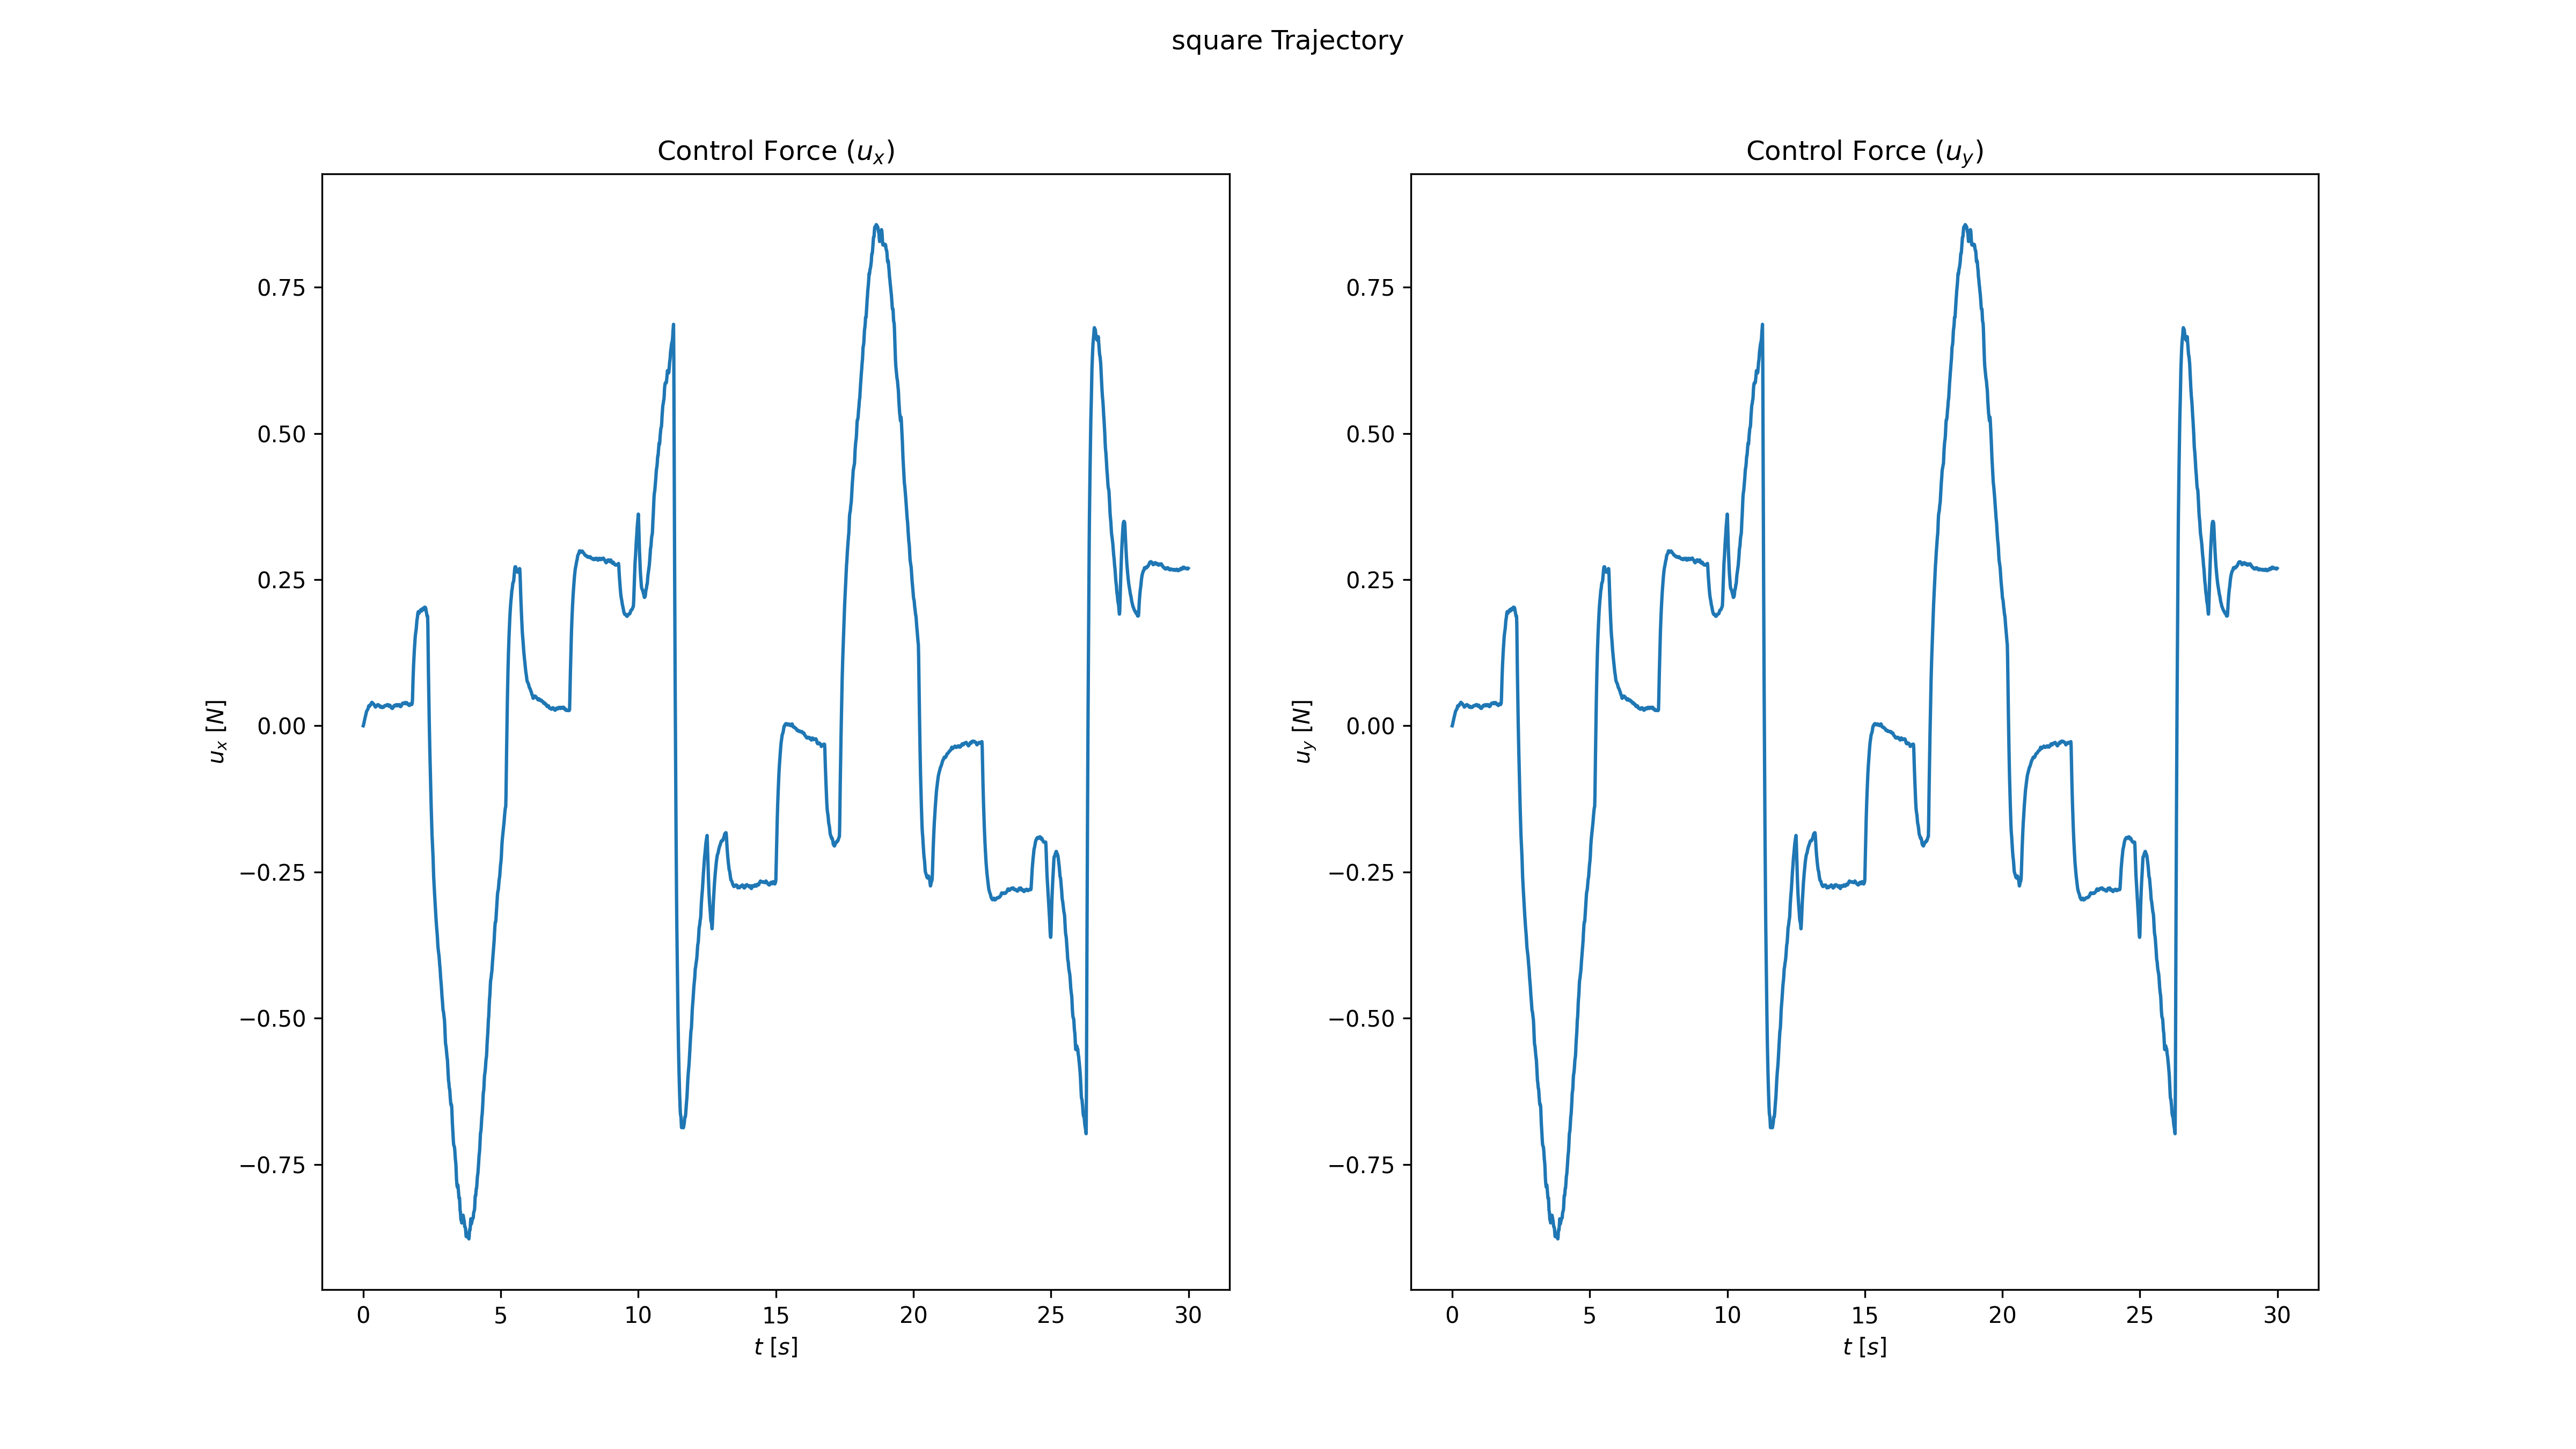 square Trajectory
Control Force (u_x)
0.75
0.50
0.25
0.00
−0.25
−0.50
−0.75
u_x [N]
0 5 10 15 20 25 30
t [s]
Control Force (u_y)
0.75
0.50
0.25
0.00
−0.25
−0.50
−0.75
u_y [N]
0 5 10 15 20 25 30
t [s]